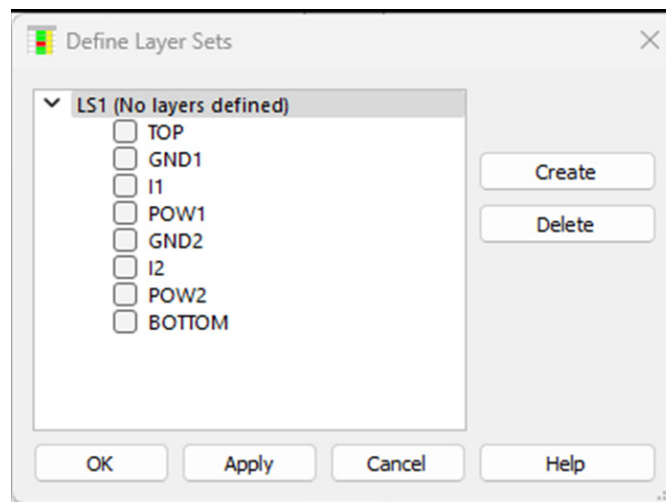 Define Layer Sets
LS1 (No layers defined)
TOP
GND1
I1
POW1
GND2
I2
POW2
BOTTOM
Create
Delete
OK
Apply
Cancel
Help